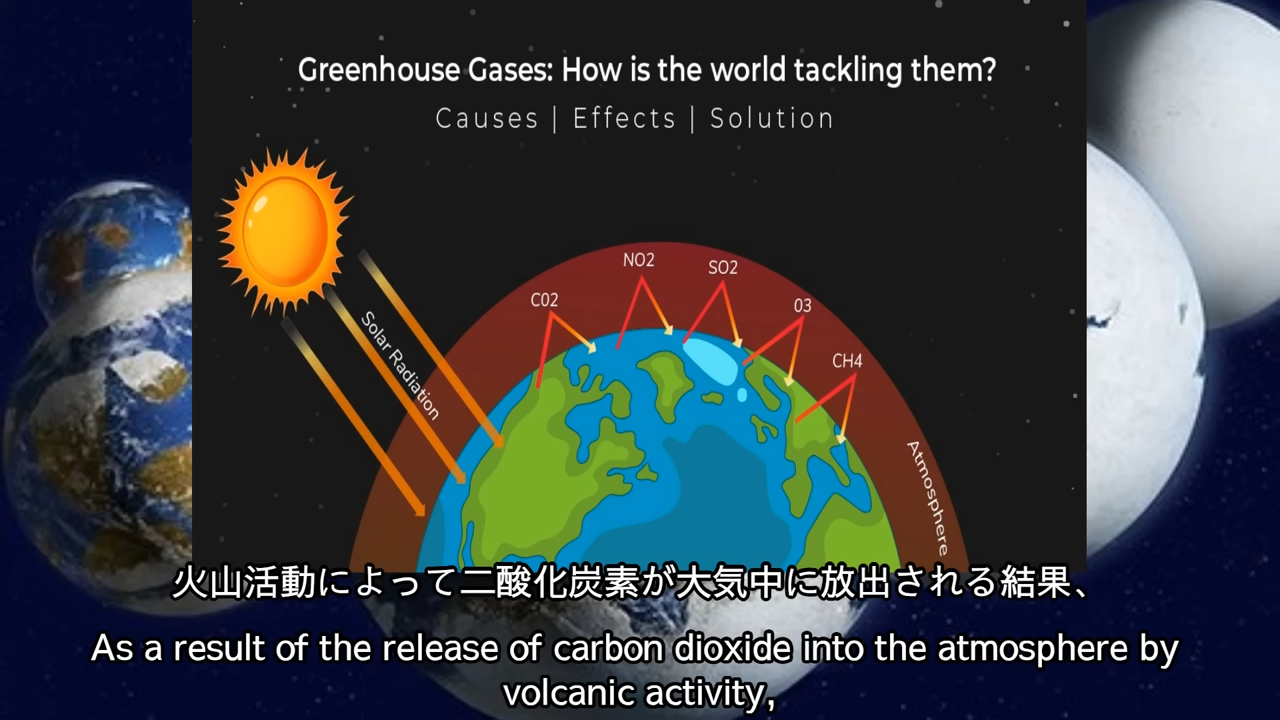 Greenhouse Gases: How is the world tackling them?
Causes | Effects | Solution
Solar Radiation
C02
NO2
SO2
03
CH4
Atmosphere
火山活動によって二酸化炭素が大気中に放出される結果、
As a result of the release of carbon dioxide into the atmosphere by
volcanic activity,